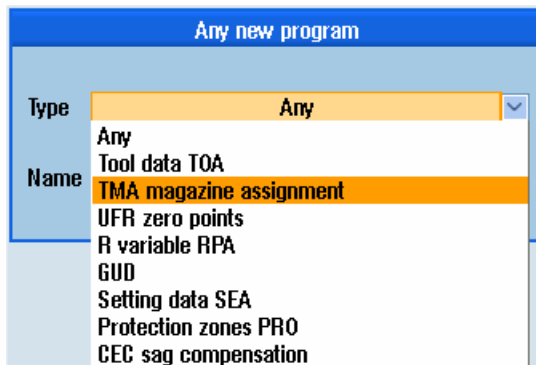 Any new program
Type Any
Any
Tool data TOA
Name
TMA magazine assignment
UFR zero points
R variable RPA
GUD
Setting data SEA
Protection zones PRO
CEC sag compensation